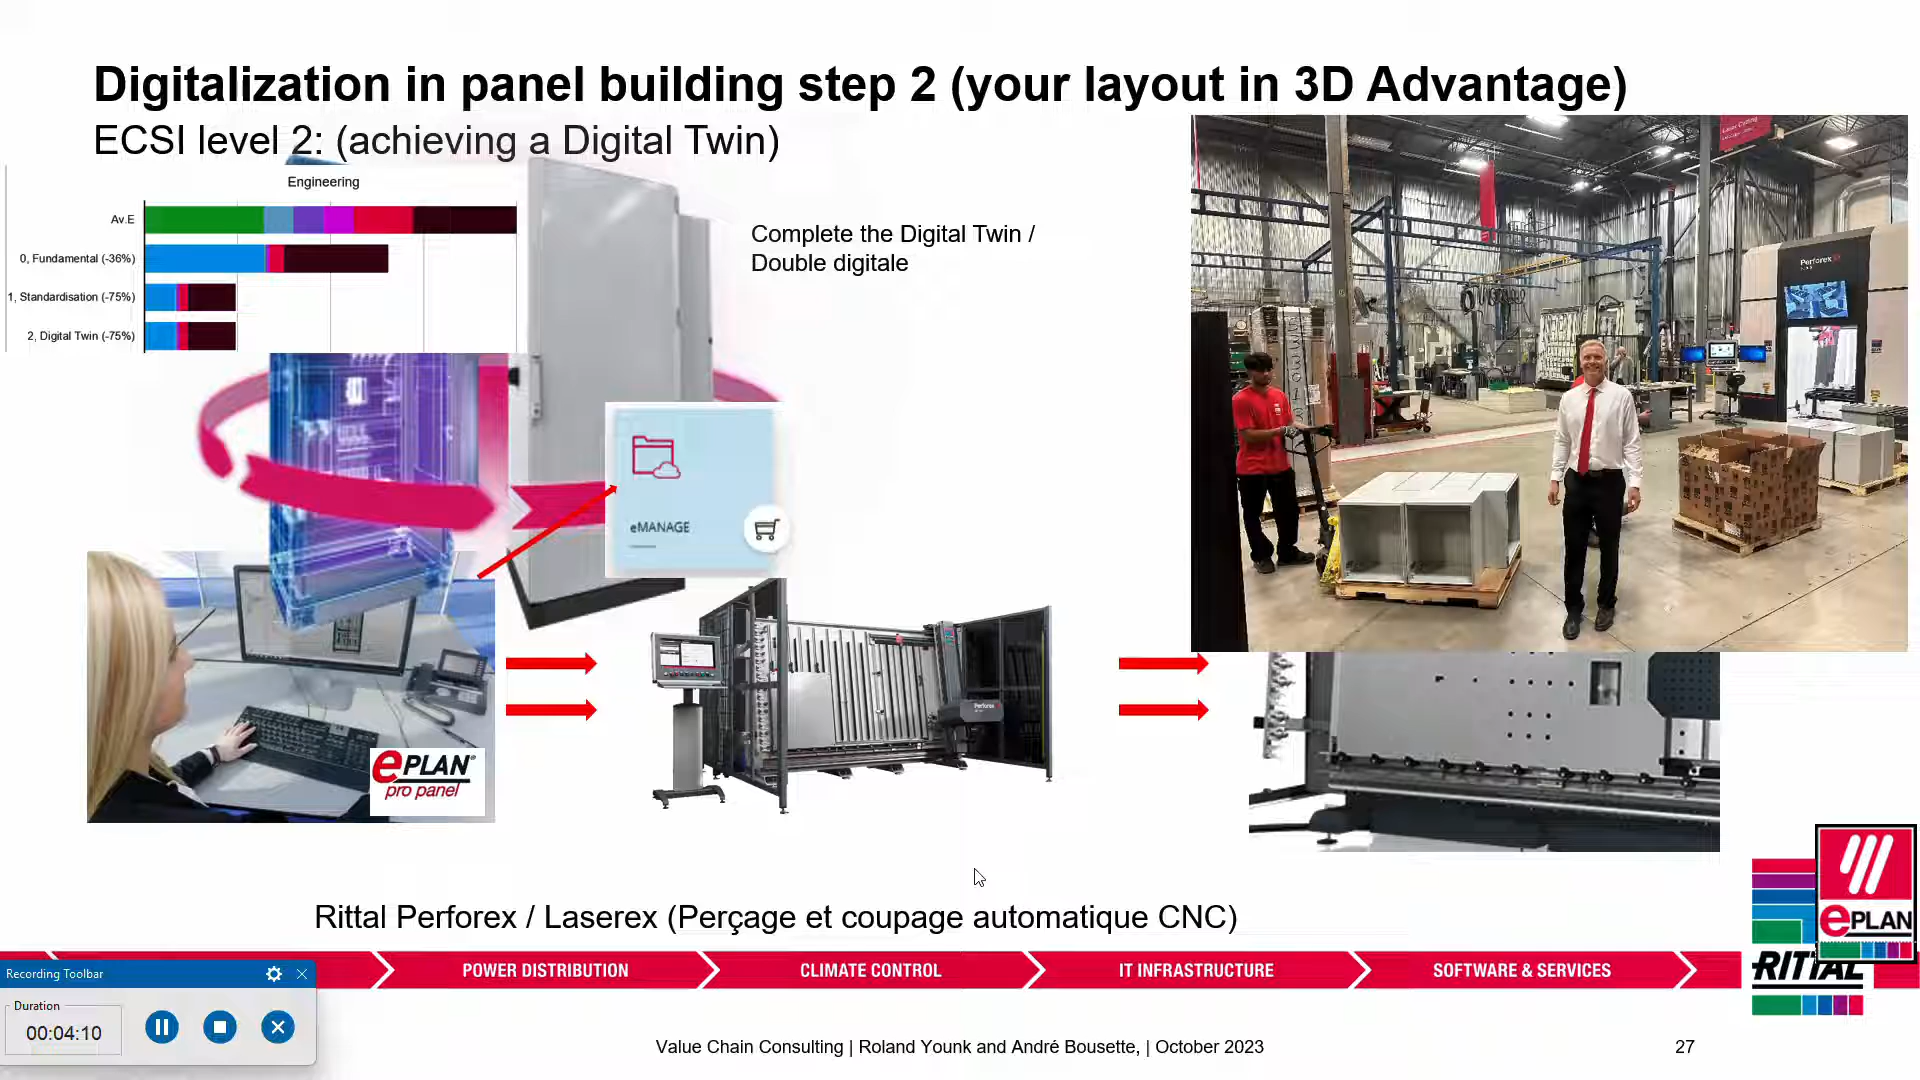 Digitalization in panel building step 2 (your layout in 3D Advantage)
ECSI level 2: (achieving a Digital Twin)
Engineering
Av.E
0, Fundamental (-36%)
1, Standardisation (-75%)
2, Digital Twin (-75%)
Complete the Digital Twin /
Double digitale
Perforex
eMANAGE
ePLAN®
pro panel
Perforex
Rittal Perforex / Laserex (Perçage et coupage automatique CNC)
ePLAN
RITTAL
POWER DISTRIBUTION
CLIMATE CONTROL
IT INFRASTRUCTURE
SOFTWARE & SERVICES
Recording Toolbar
Duration
00:04:10
Value Chain Consulting | Roland Younk and André Bousette, | October 2023
27